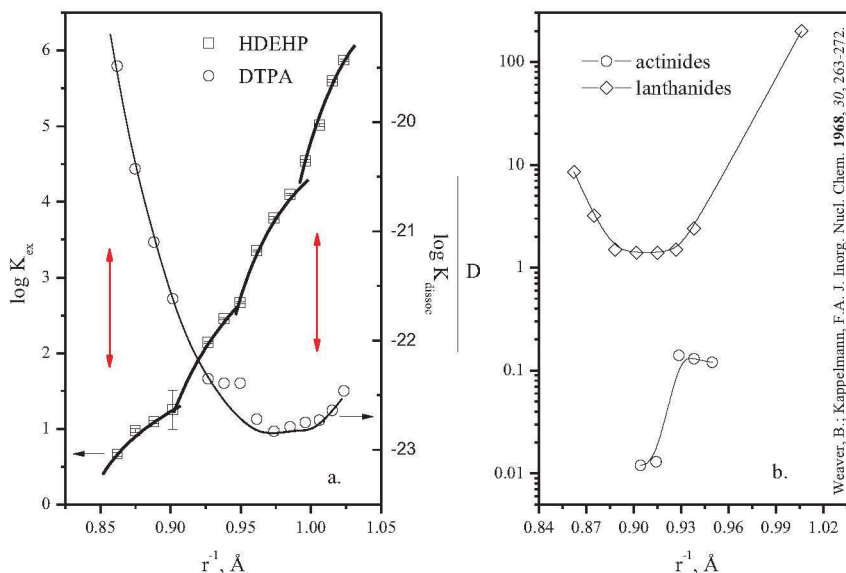 6
5
4
3
2
1
0
log K ex
HDEHP
DTPA
-20
-21
-22
-23
log K dissoc
a.
0.85 0.90 0.95 1.00 1.05
r-1, Å
100
10
1
0.1
0.01
D
actinides
lanthanides
b.
0.84 0.87 0.90 0.93 0.96 0.99 1.02
r-1, Å
Weaver, B.; Kappelmann, F.A. J. Inorg. Nucl. Chem. 1968, 30, 263-272.